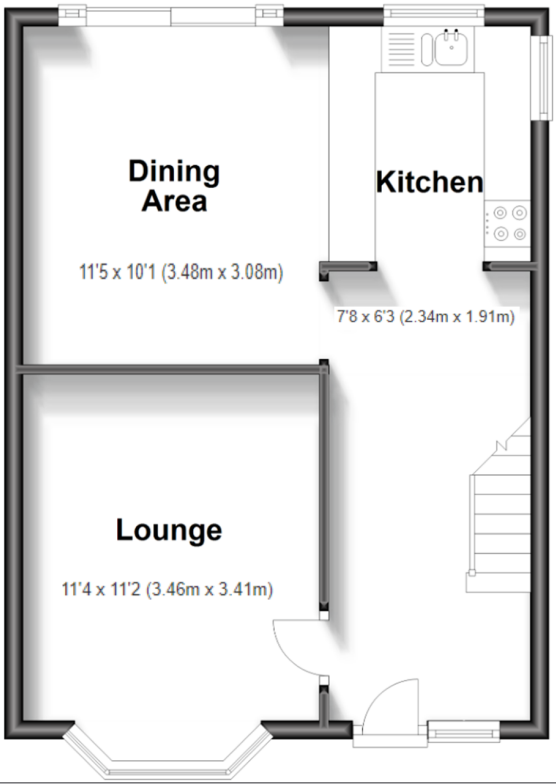 Dining
Area
11'5 x 10'1 (3.48m x 3.08m)
Kitchen
7'8 x 6'3 (2.34m x 1.91m)
Lounge
11'4 x 11'2 (3.46m x 3.41m)